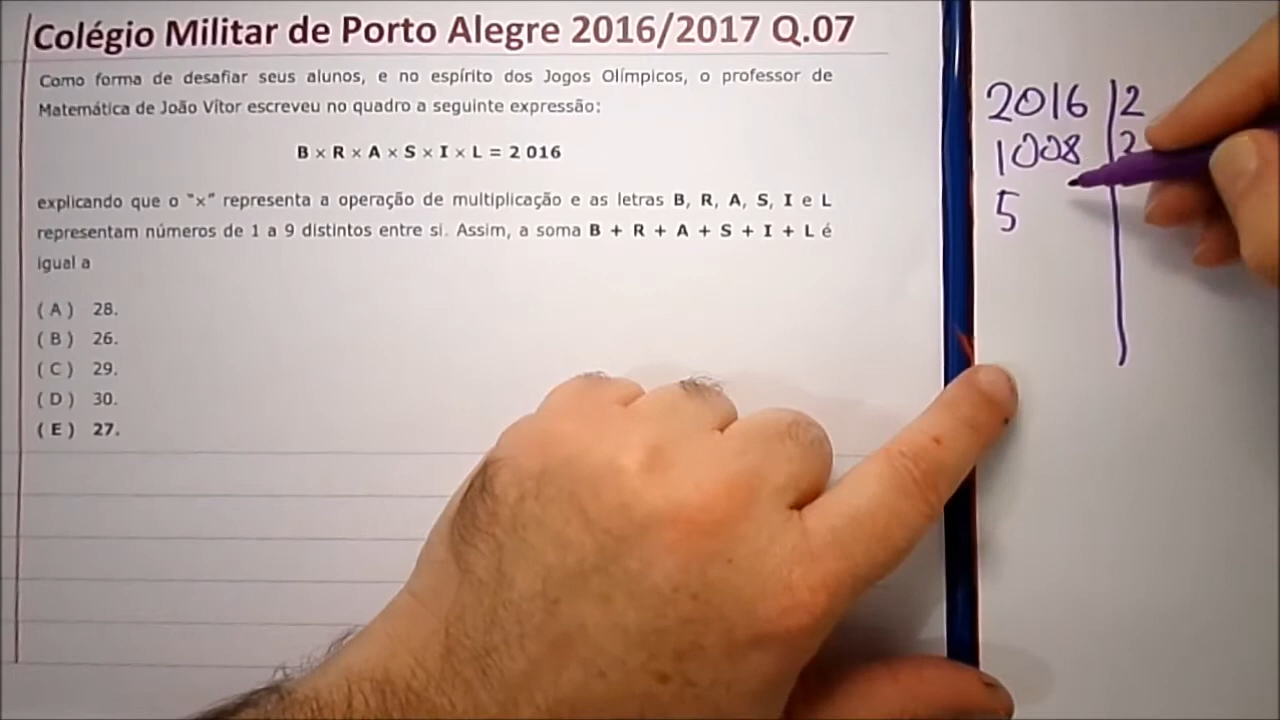 Colégio Militar de Porto Alegre 2016/2017 Q.07
Como forma de desafiar seus alunos, e no espírito dos Jogos Olímpicos, o professor de
Matemática de João Vítor escreveu no quadro a seguinte expressão:
B × R × A × S × I × L = 2 016
explicando que o "×" representa a operação de multiplicação e as letras B, R, A, S, I e L
representam números de 1 a 9 distintos entre si. Assim, a soma B + R + A + S + I + L é
igual a
( A ) 28.
( B ) 26.
( C ) 29.
( D ) 30.
( E ) 27.
2016 | 2
1008 | 2
5